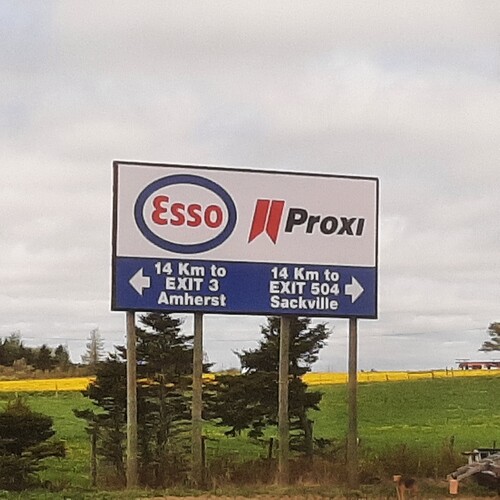 Esso Proxi
14 Km to
EXIT 3
Amherst
14 Km to
EXIT 504
Sackville